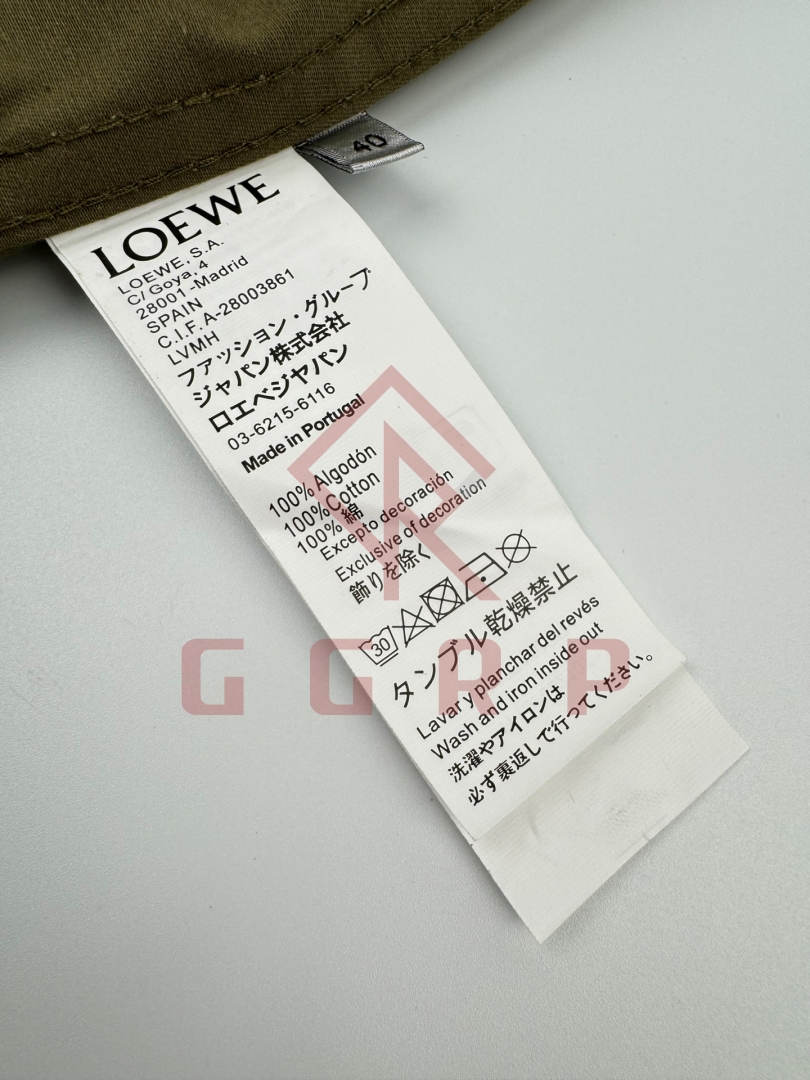 40
LOEWE
LOEWE, S.A.
C/ Goya, 4
28001 -Madrid
SPAIN
C.I.F. A-28003861
LVMH
ファッション・グループ
ジャパン株式会社
ロエベジャパン
03-6215-6116
Made in Portugal
100% Algodón
100% Cotton
100% 綿
Excepto decoración
Exclusive of decoration
飾りを除く
30
タンブル乾燥禁止
Lavar y planchar del revés
Wash and iron inside out
洗濯やアイロンは
必ず裏返しで行ってください。
GGRP